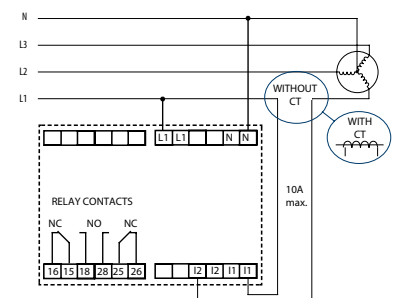 N
L3
L2
L1
WITHOUT
CT
WITH
CT
L1 L1 N N
10A
max.
RELAY CONTACTS
NC NO NC
16 15 18 28 25 26
I2 I2 I1 I1